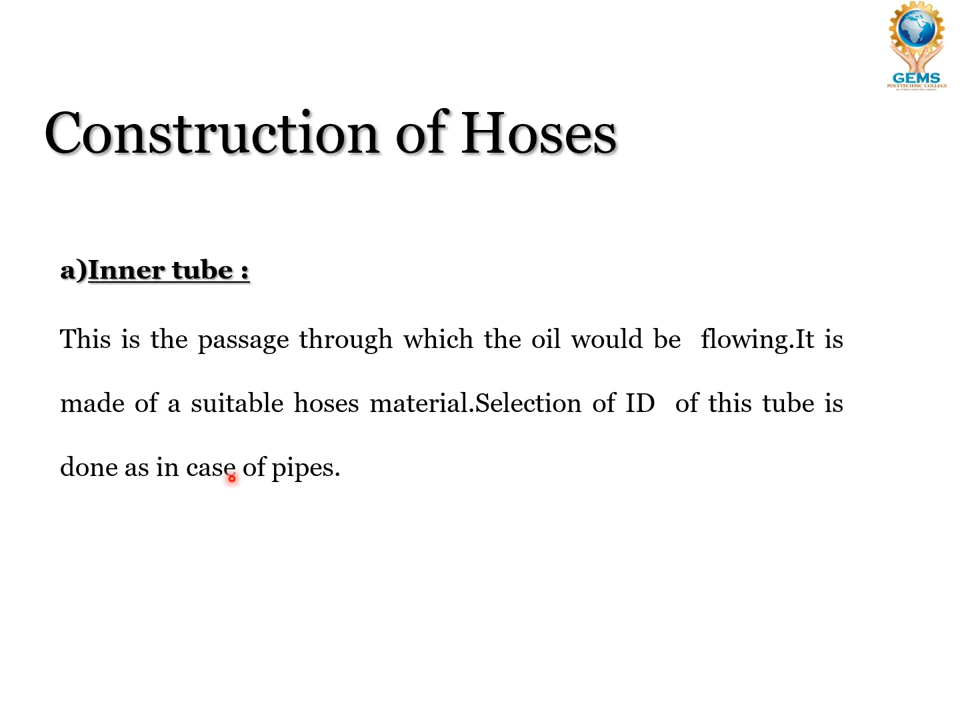 GEMS
POLYTECHNIC COLLEGE
Construction of Hoses
a)Inner tube :
This is the passage through which the oil would be flowing.It is
made of a suitable hoses material.Selection of ID of this tube is
done as in case of pipes.